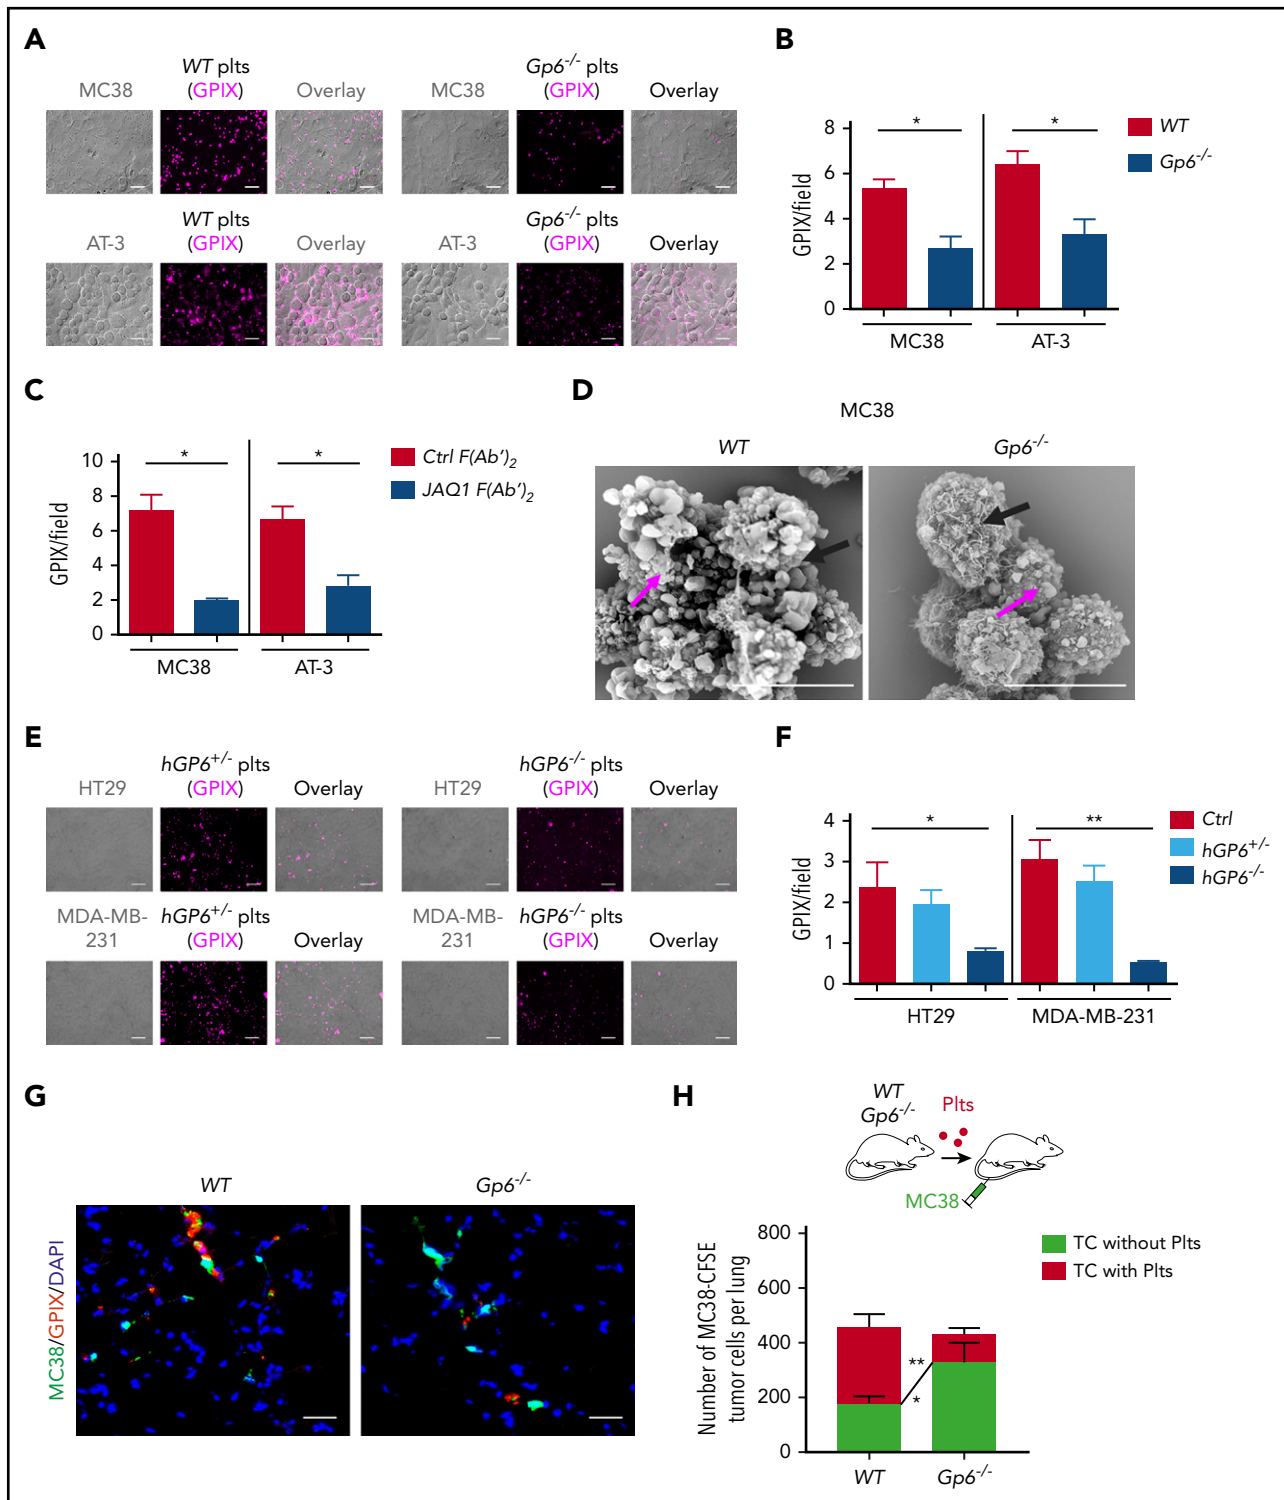 A
WT plts
Gp6-/- plts
MC38
(GPIX)
Overlay
MC38
(GPIX)
Overlay
WT plts
Gp6-/- plts
AT-3
(GPIX)
Overlay
AT-3
(GPIX)
Overlay
B
GPIX/field
8
6
4
2
0
*
*
MC38
AT-3
WT
Gp6-/-
C
GPIX/field
10
8
6
4
2
0
*
*
MC38
AT-3
Ctrl F(Ab')2
JAQ1 F(Ab')2
D
MC38
WT
Gp6-/-
E
hGP6+/- plts
hGP6-/- plts
HT29
(GPIX)
Overlay
HT29
(GPIX)
Overlay
MDA-MB-
231
hGP6+/- plts
(GPIX)
Overlay
MDA-MB-
231
hGP6-/- plts
(GPIX)
Overlay
F
GPIX/field
4
3
2
1
0
*
**
HT29
MDA-MB-231
Ctrl
hGP6+/-
hGP6-/-
G
WT
Gp6-/-
MC38/GPIX/DAPI
H
WT
Gp6-/-
Plts
MC38
Number of MC38-CFSE
tumor cells per lung
800
600
400
200
0
**
*
WT
Gp6-/-
TC without Plts
TC with Plts